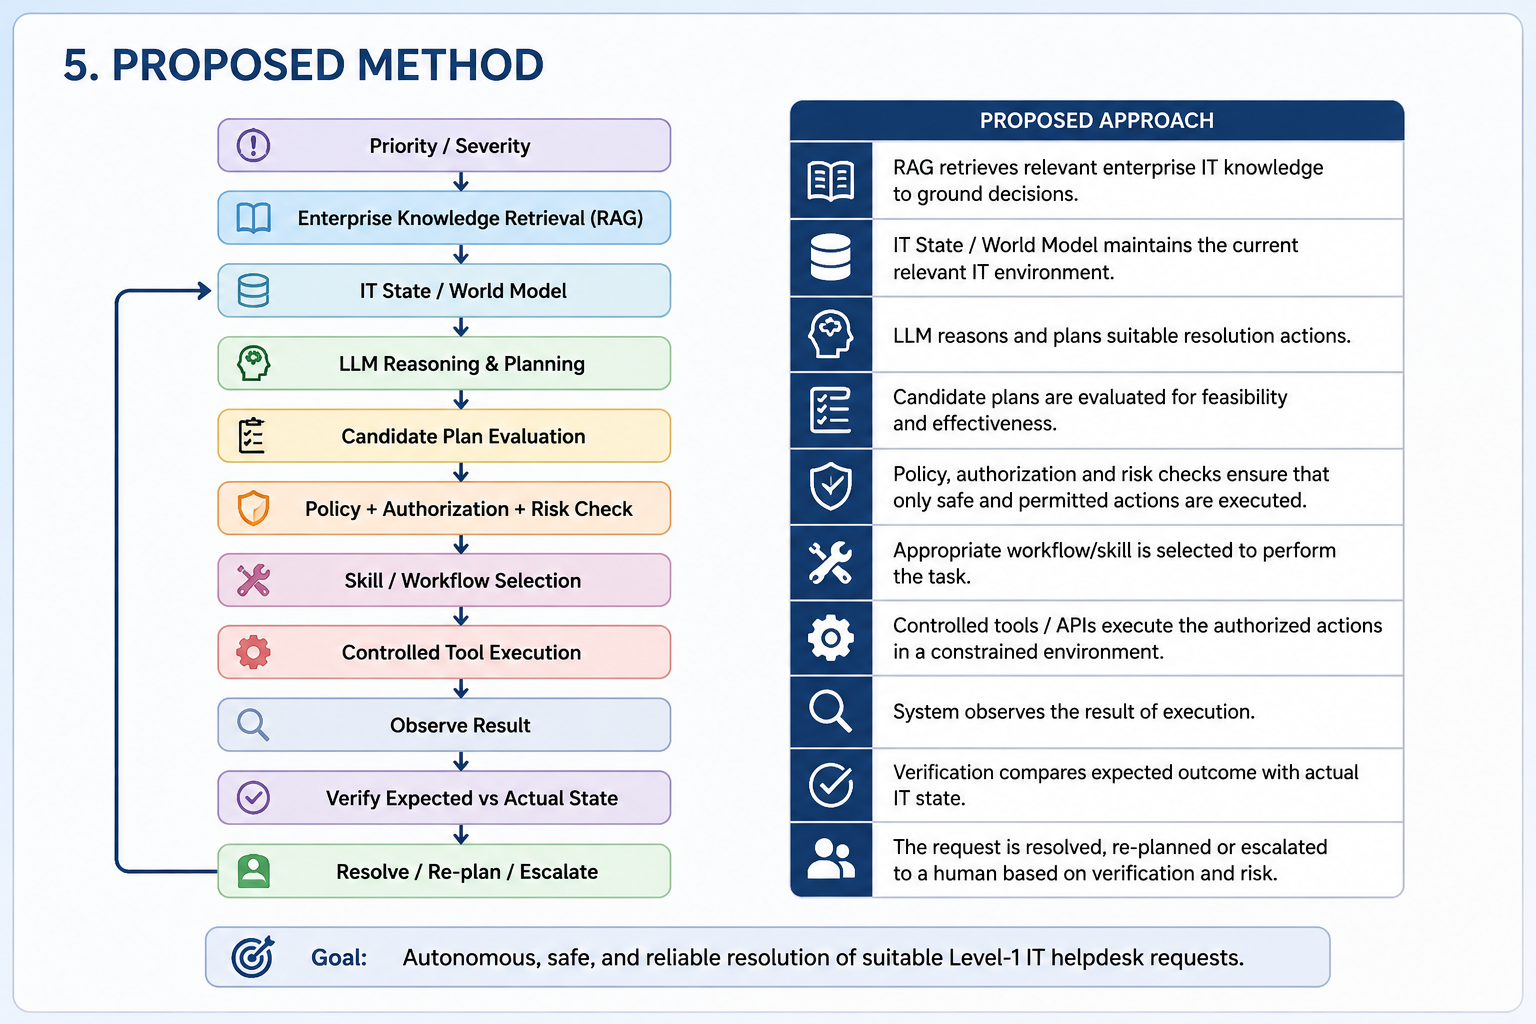 5. PROPOSED METHOD
Priority / Severity
Enterprise Knowledge Retrieval (RAG)
IT State / World Model
LLM Reasoning & Planning
Candidate Plan Evaluation
Policy + Authorization + Risk Check
Skill / Workflow Selection
Controlled Tool Execution
Observe Result
Verify Expected vs Actual State
Resolve / Re-plan / Escalate
PROPOSED APPROACH
RAG retrieves relevant enterprise IT knowledge
to ground decisions.
IT State / World Model maintains the current
relevant IT environment.
LLM reasons and plans suitable resolution actions.
Candidate plans are evaluated for feasibility
and effectiveness.
Policy, authorization and risk checks ensure that
only safe and permitted actions are executed.
Appropriate workflow/skill is selected to perform
the task.
Controlled tools / APIs execute the authorized actions
in a constrained environment.
System observes the result of execution.
Verification compares expected outcome with actual
IT state.
The request is resolved, re-planned or escalated
to a human based on verification and risk.
Goal: Autonomous, safe, and reliable resolution of suitable Level-1 IT helpdesk requests.